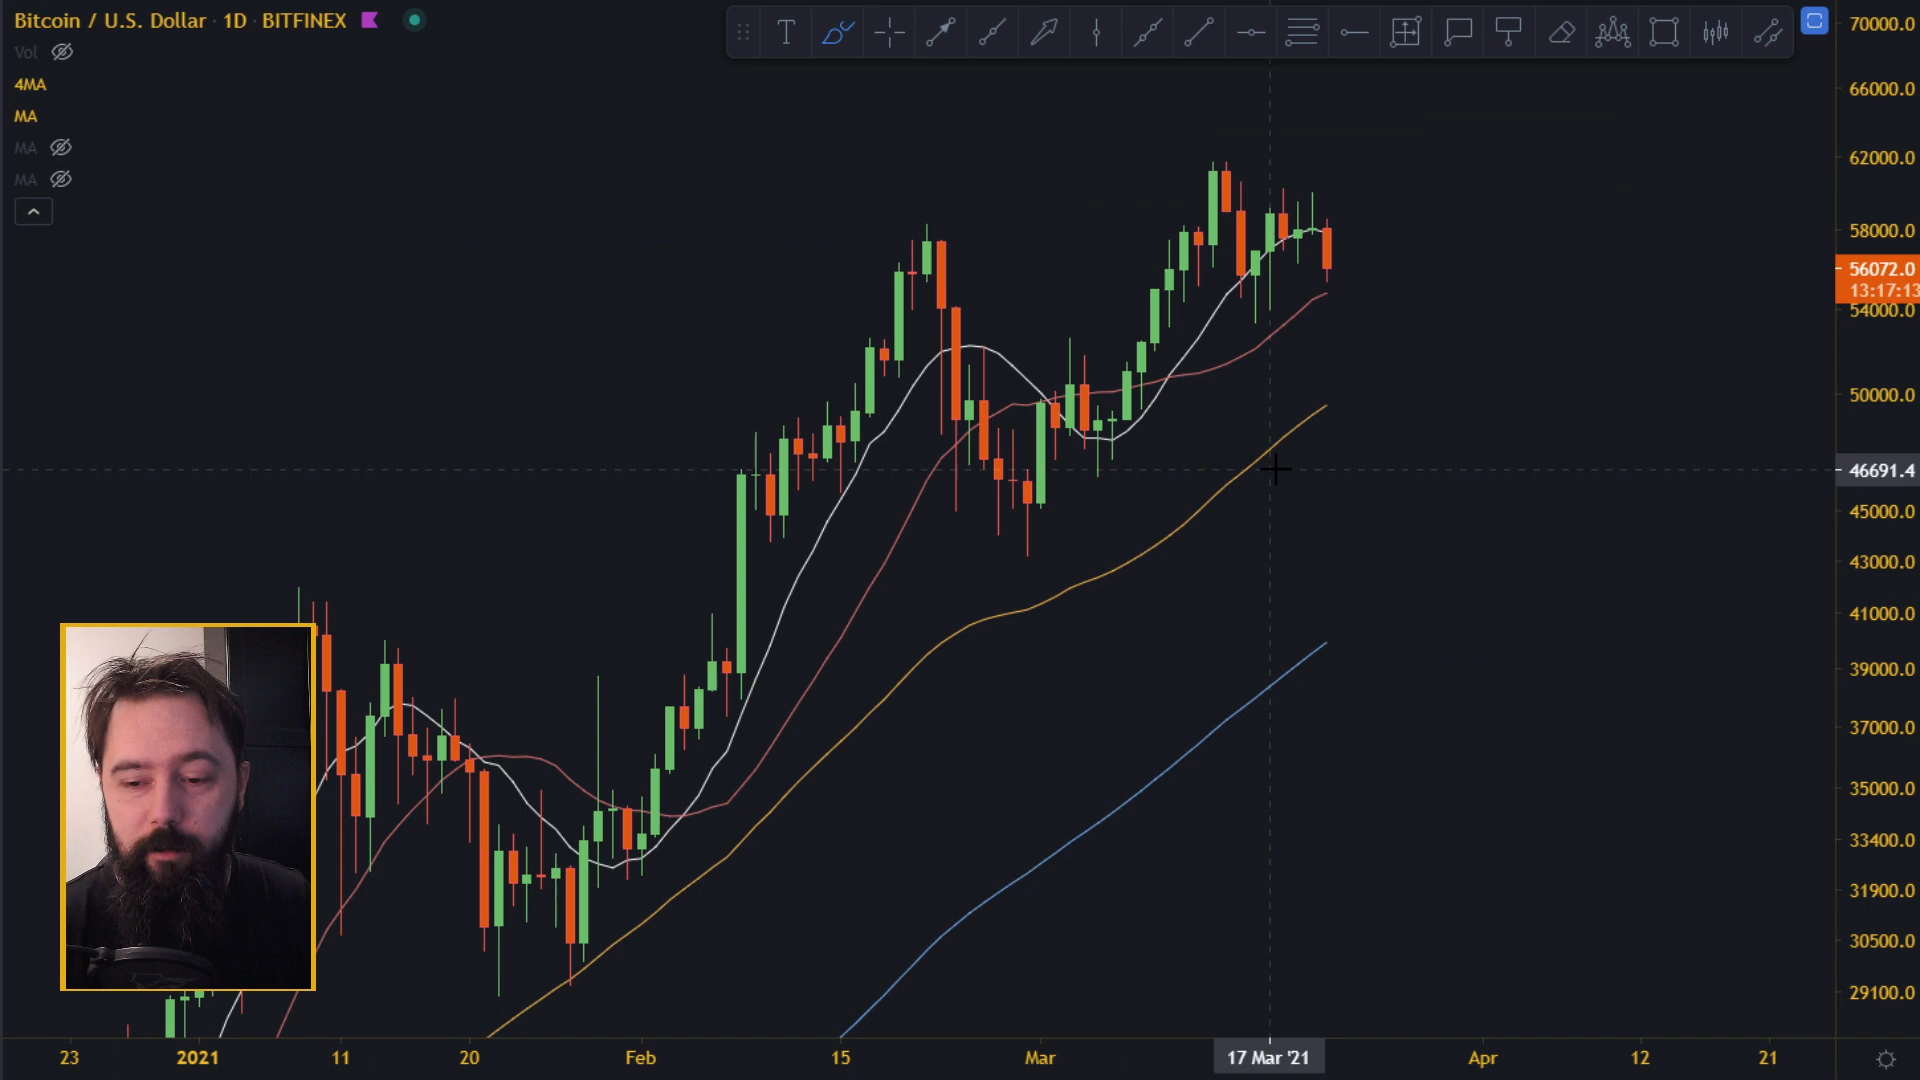 Bitcoin / U.S. Dollar · 1D · BITFINEX
Vol
4MA
MA
MA
MA
T
70000.0
66000.0
62000.0
58000.0
56072.0
13:17:13
54000.0
50000.0
46691.4
45000.0
43000.0
41000.0
39000.0
37000.0
35000.0
33400.0
31900.0
30500.0
29100.0
23 2021 11 20 Feb 15 Mar 17 Mar '21 Apr 12 21